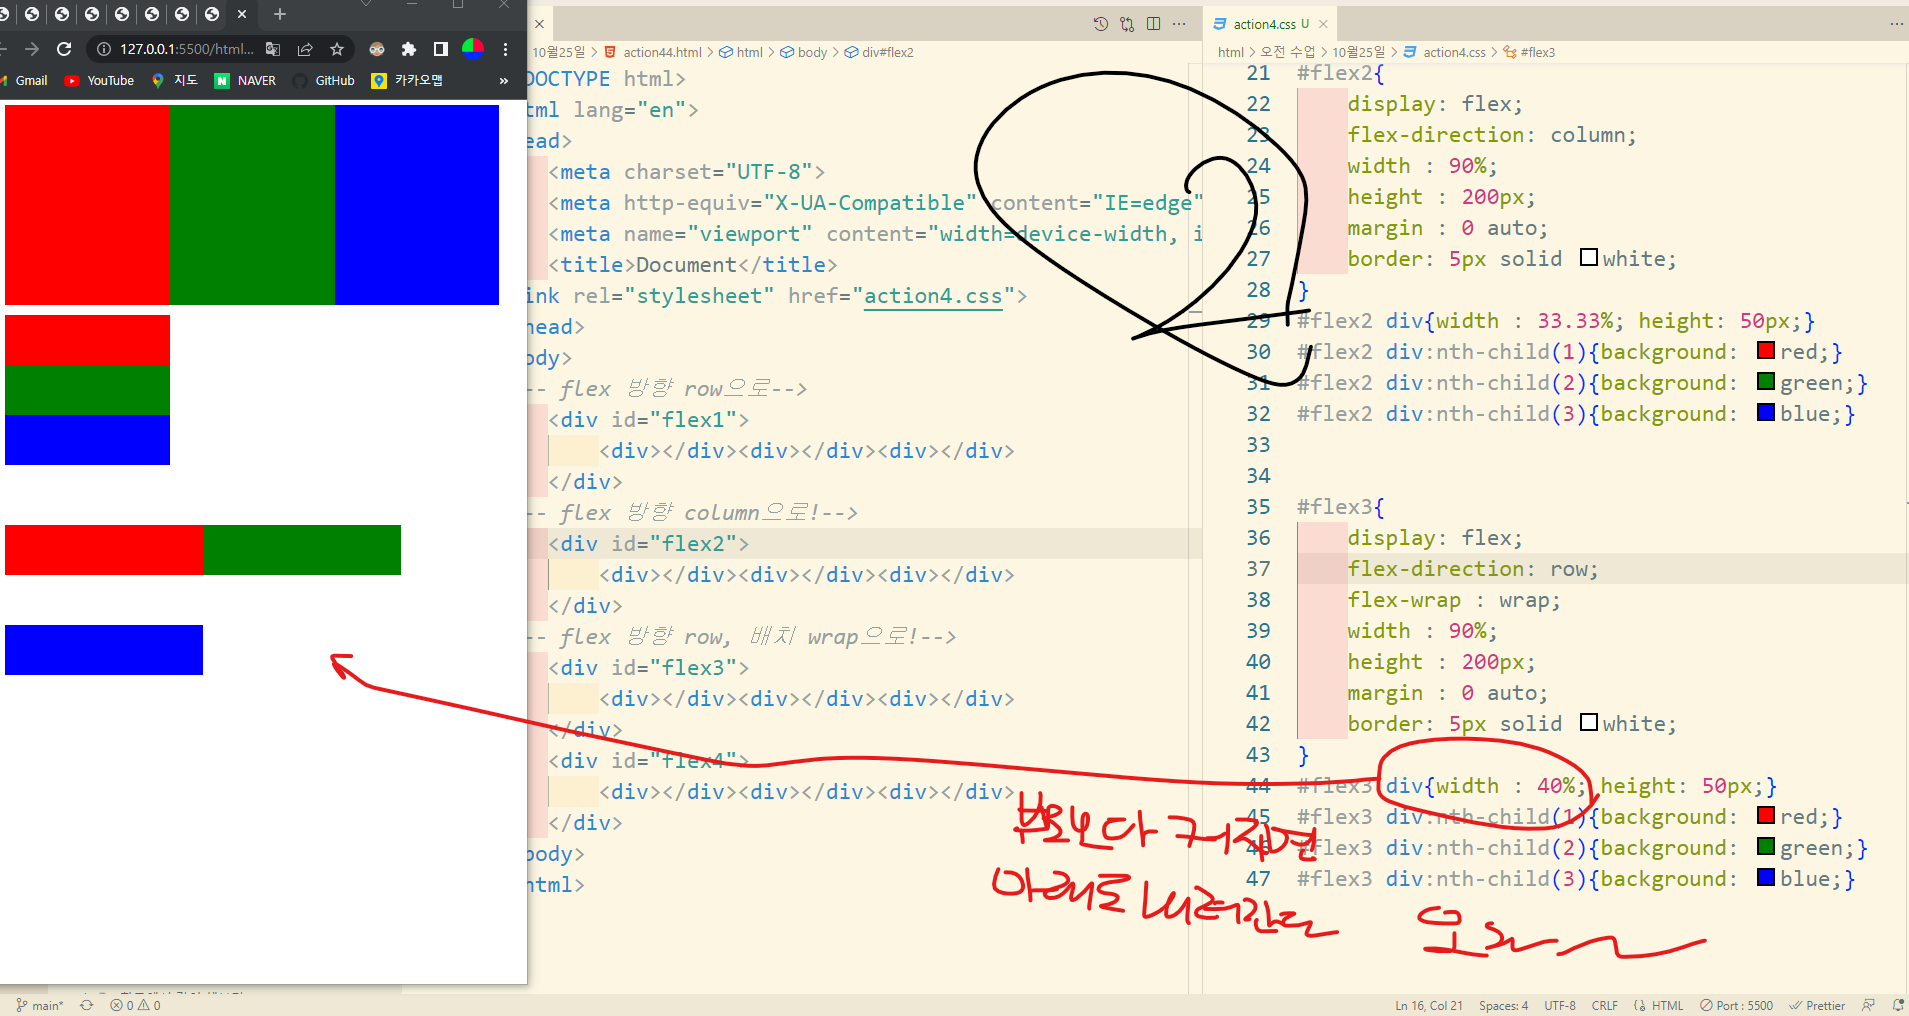 127.0.0.1:5500/html...
Gmail YouTube 지도 NAVER GitHub 카카오맵 »
10월25일 > action44.html > html > body > div#flex2
DOCTYPE html>
tml lang="en">
ead>
<meta charset="UTF-8">
<meta http-equiv="X-UA-Compatible" content="IE=edge"
<meta name="viewport" content="width=device-width, i
<title>Document</title>
ink rel="stylesheet" href="action4.css">
head>
ody>
-- flex 방향 row으로-->
<div id="flex1">
<div></div><div></div><div></div>
</div>
-- flex 방향 column으로!-->
<div id="flex2">
<div></div><div></div><div></div>
</div>
-- flex 방향 row, 배치 wrap으로!-->
<div id="flex3">
<div></div><div></div><div></div>
</div>
<div id="flex4">
<div></div><div></div><div></div>
</div>
body>
html>
action4.css U
html > 오전 수업 > 10월25일 > action4.css > #flex3
21 #flex2{
22 display: flex;
23 flex-direction: column;
24 width : 90%;
25 height : 200px;
26 margin : 0 auto;
27 border: 5px solid white;
28 }
29 #flex2 div{width : 33.33%; height: 50px;}
30 #flex2 div:nth-child(1){background: red;}
31 #flex2 div:nth-child(2){background: green;}
32 #flex2 div:nth-child(3){background: blue;}
33
34
35 #flex3{
36 display: flex;
37 flex-direction: row;
38 flex-wrap : wrap;
39 width : 90%;
40 height : 200px;
41 margin : 0 auto;
42 border: 5px solid white;
43 }
44 #flex3 div{width : 40%; height: 50px;}
45 #flex3 div:nth-child(1){background: red;}
46 #flex3 div:nth-child(2){background: green;}
47 #flex3 div:nth-child(3){background: blue;}
보다 커지면
아래로 내려간다
main* 0 0
Ln 16, Col 21 Spaces: 4 UTF-8 CRLF HTML Port : 5500 Prettier